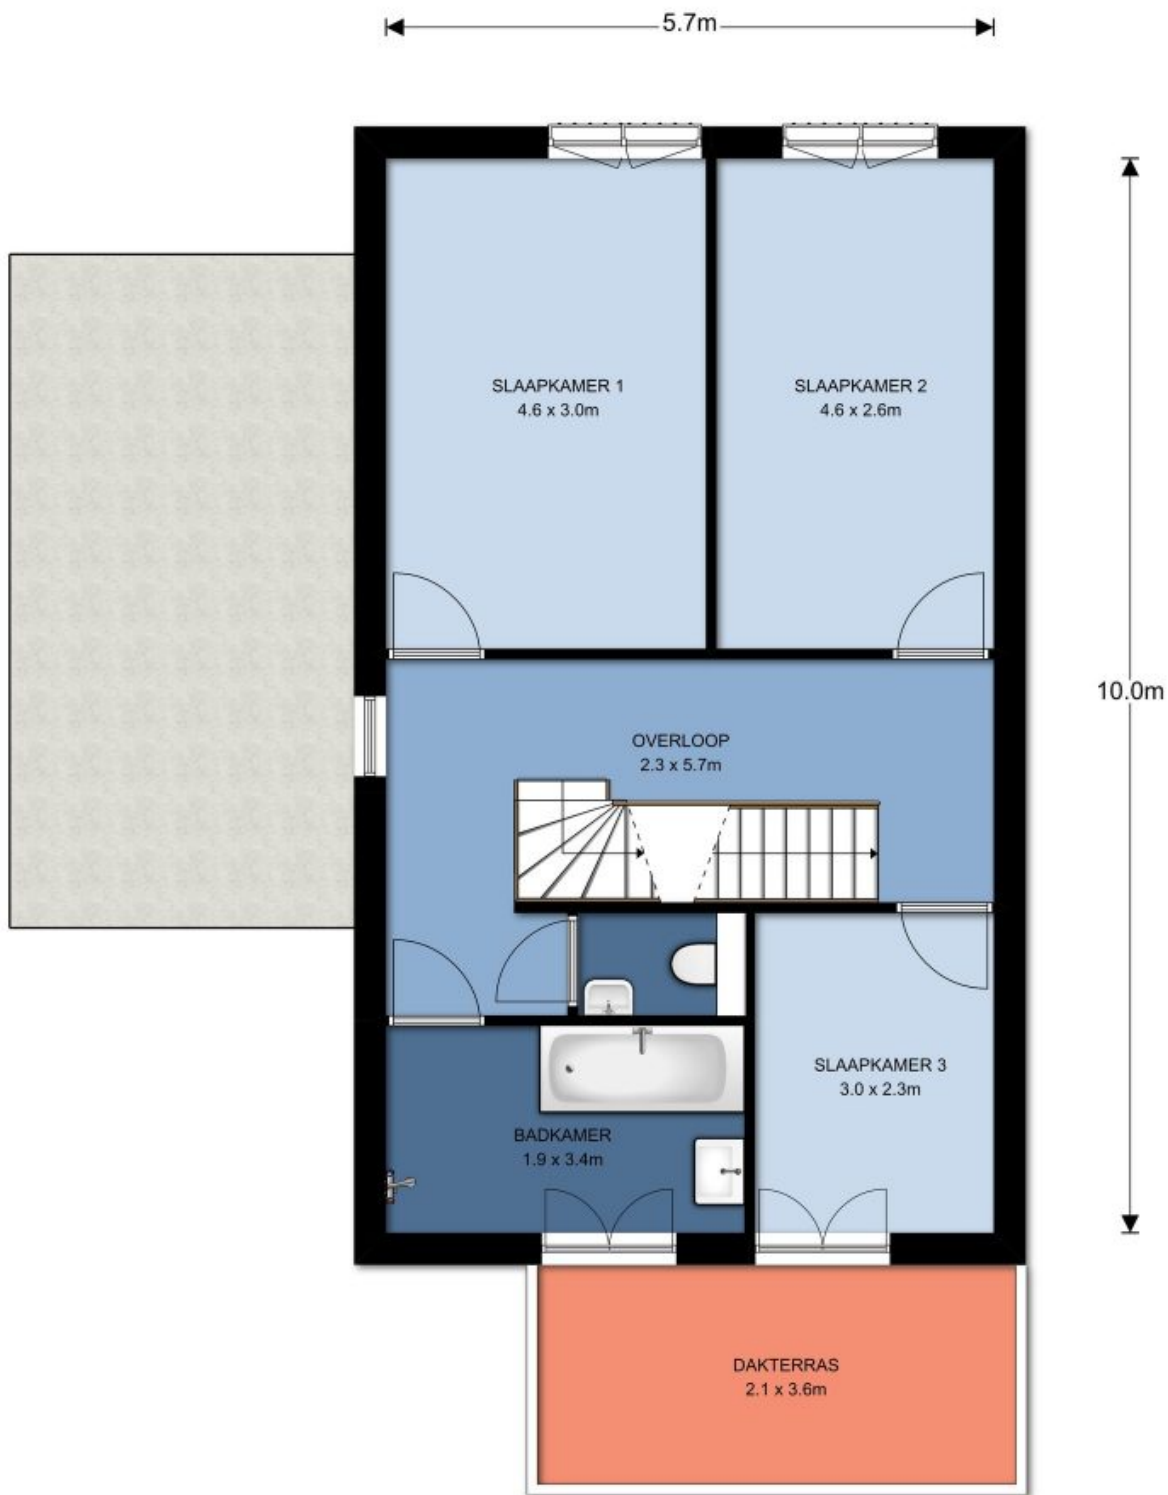 5.7m
SLAAPKAMER 1
4.6 x 3.0m
SLAAPKAMER 2
4.6 x 2.6m
10.0m
OVERLOOP
2.3 x 5.7m
SLAAPKAMER 3
3.0 x 2.3m
BADKAMER
1.9 x 3.4m
DAKTERRAS
2.1 x 3.6m